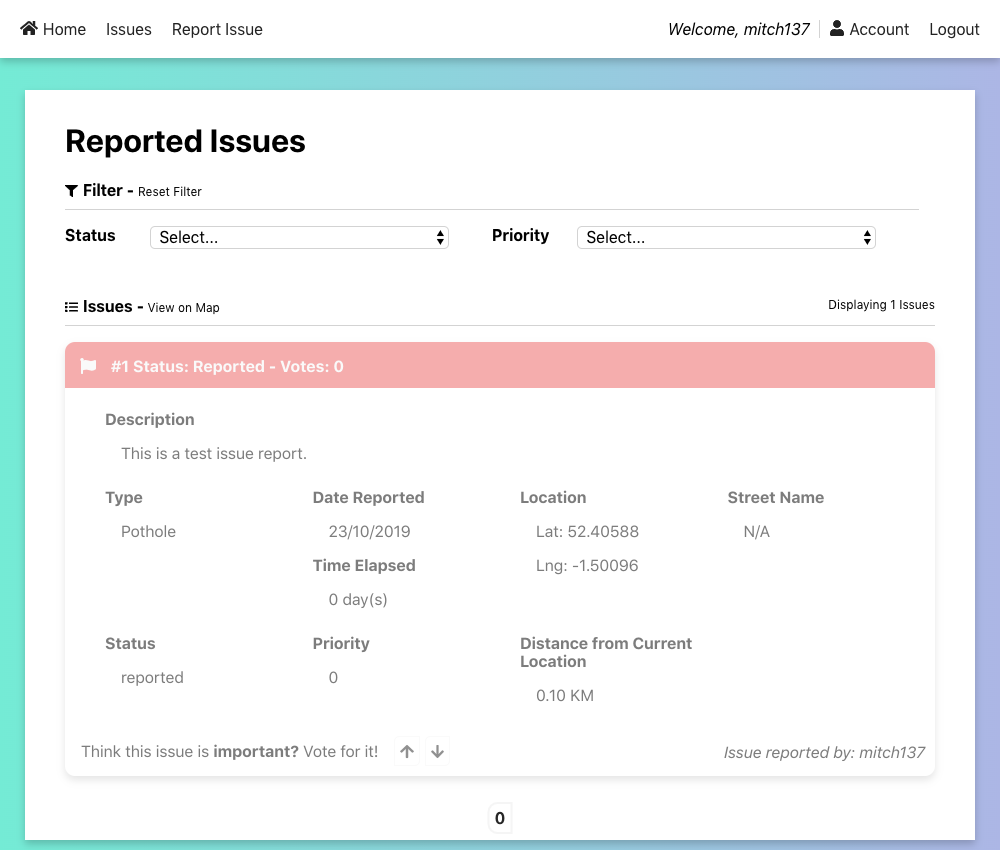 Home Issues Report Issue Welcome, mitch137 Account Logout
Reported Issues
Filter - Reset Filter
Status Select... Priority Select...
Issues - View on Map Displaying 1 Issues
#1 Status: Reported - Votes: 0
Description
This is a test issue report.
Type Date Reported Location Street Name
Pothole 23/10/2019 Lat: 52.40588 N/A
Time Elapsed Lng: -1.50096
0 day(s)
Status Priority Distance from Current
Location
reported 0
0.10 KM
Think this issue is important? Vote for it! Issue reported by: mitch137
0